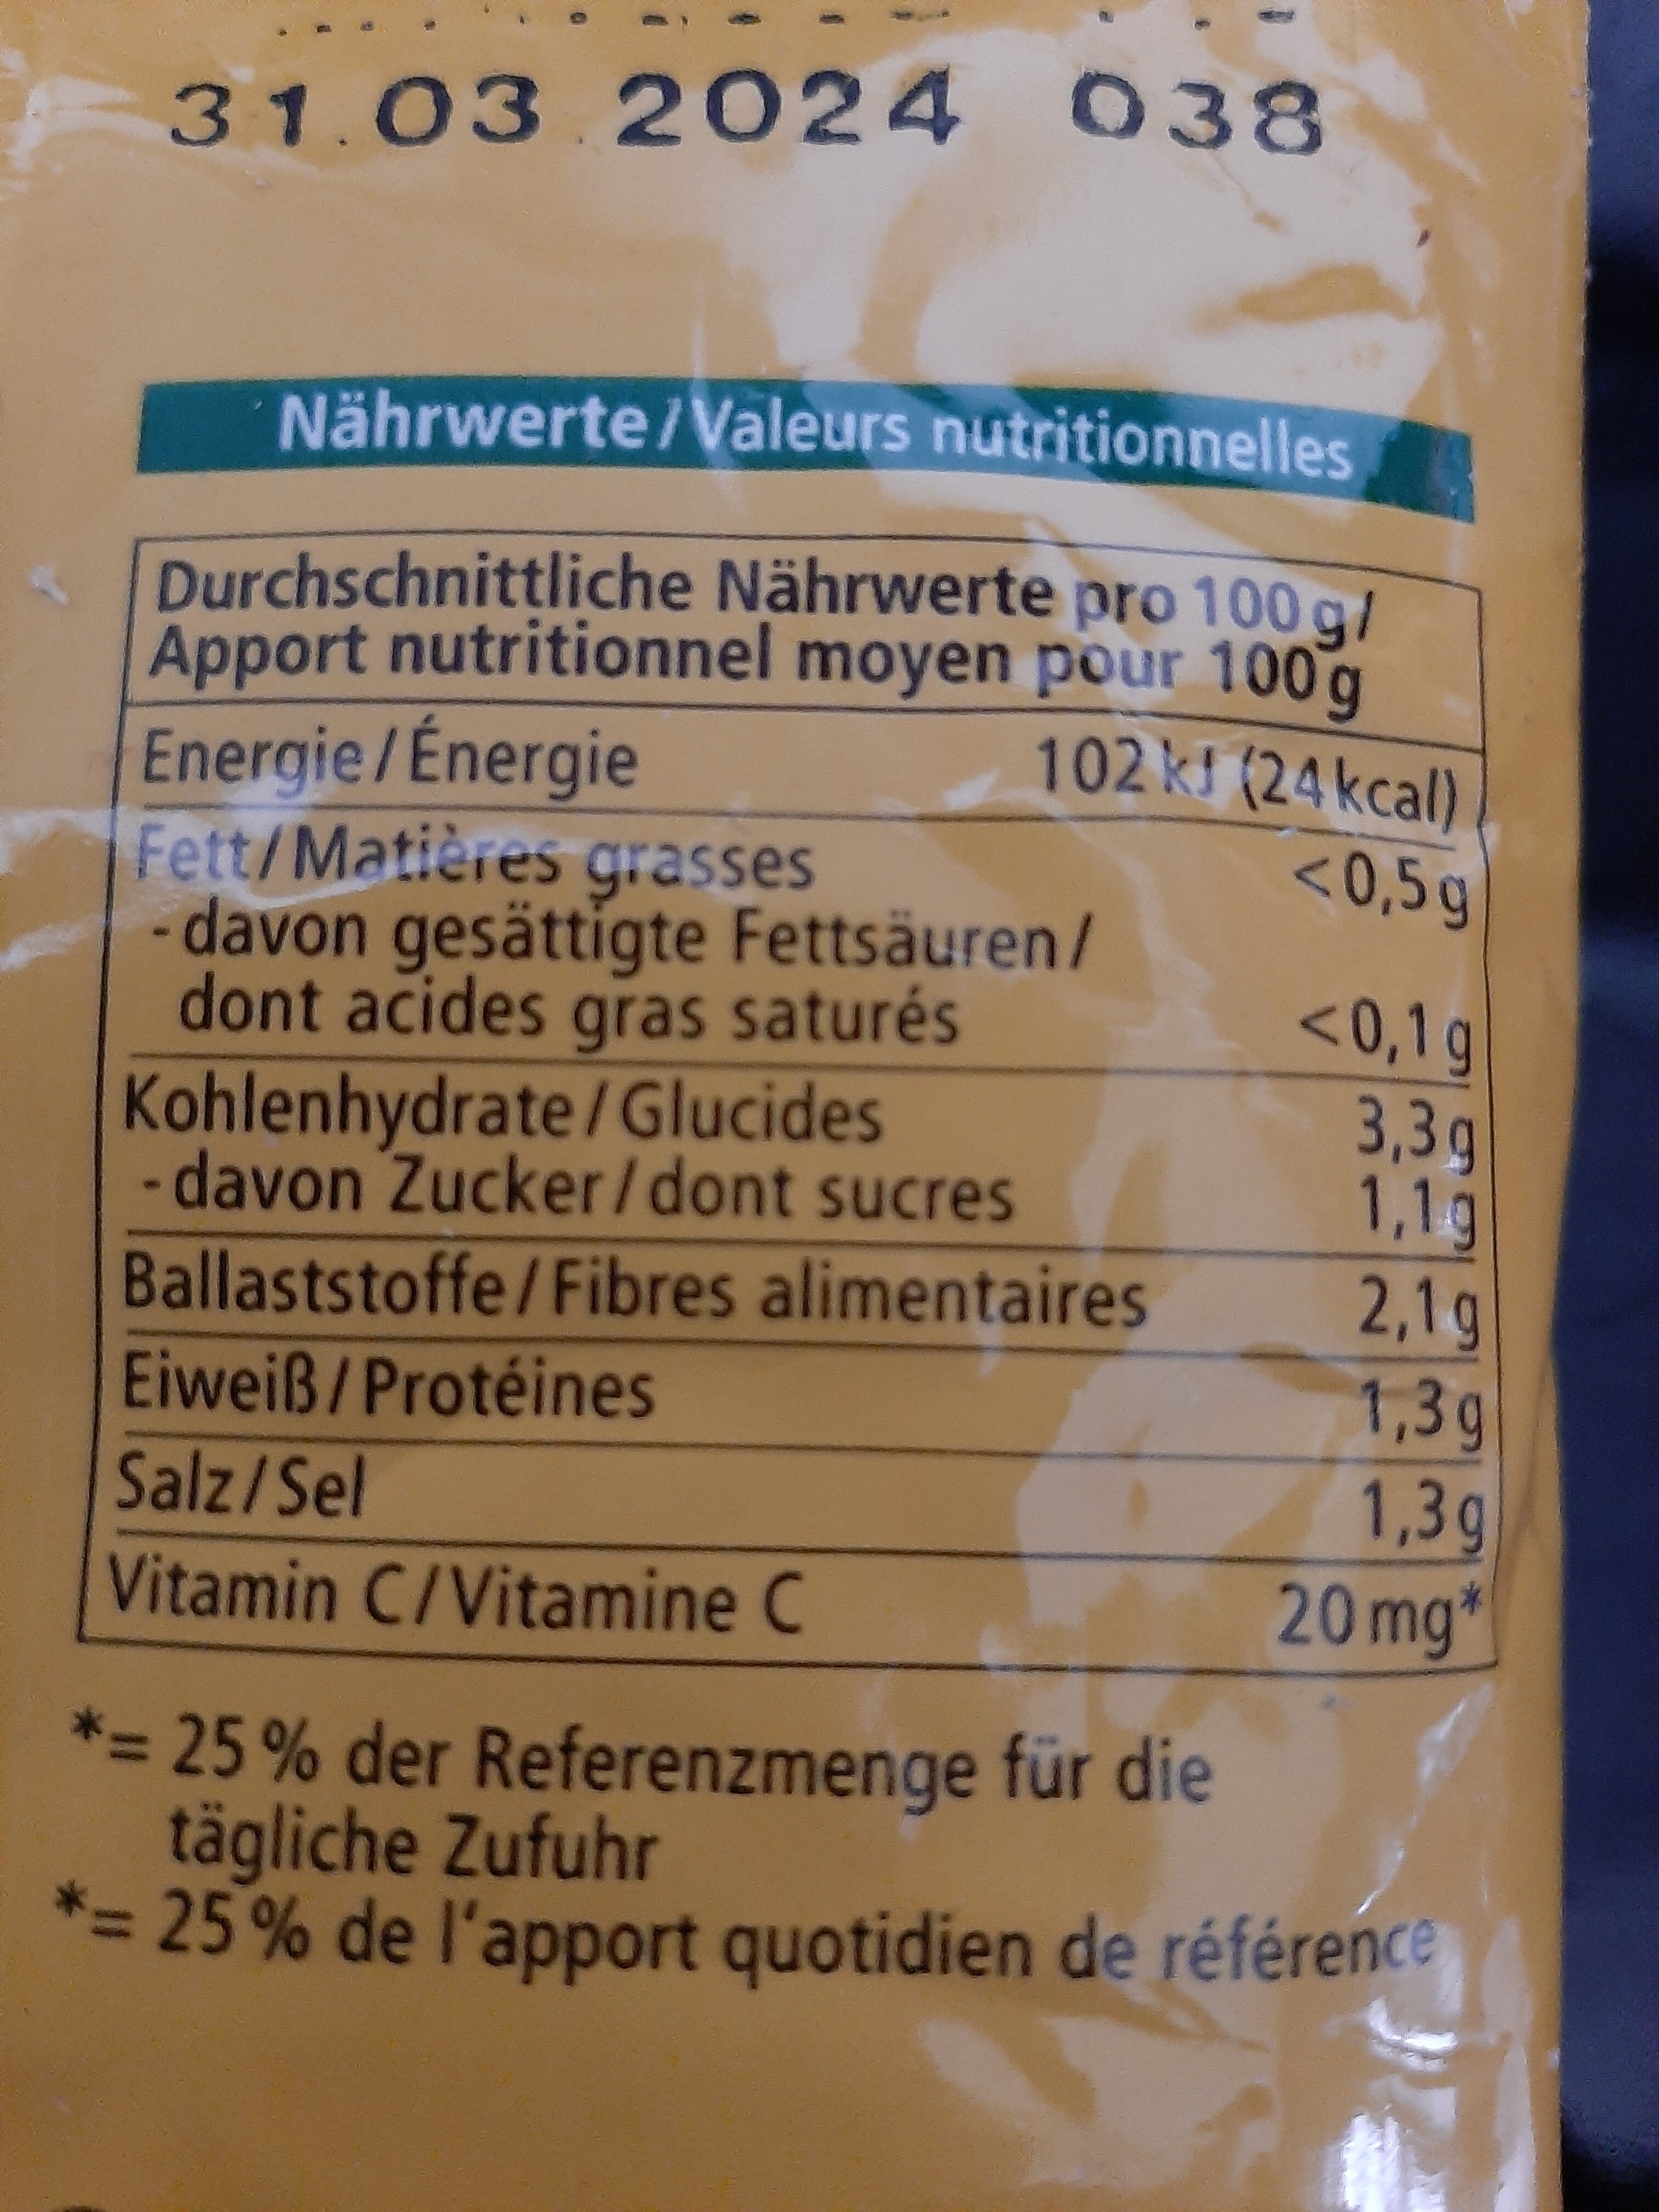 31.03.2024 038
Nährwerte / Valeurs nutritionnelles
Durchschnittliche Nährwerte pro 100 g /
Apport nutritionnel moyen pour 100 g
Energie / Énergie 102 kJ (24 kcal)
Fett / Matières grasses <0,5 g
- davon gesättigte Fettsäuren /
dont acides gras saturés <0,1 g
Kohlenhydrate / Glucides 3,3 g
- davon Zucker / dont sucres 1,1 g
Ballaststoffe / Fibres alimentaires 2,1 g
Eiweiß / Protéines 1,3 g
Salz / Sel 1,3 g
Vitamin C / Vitamine C 20 mg*
*= 25 % der Referenzmenge für die
tägliche Zufuhr
*= 25 % de l'apport quotidien de référence